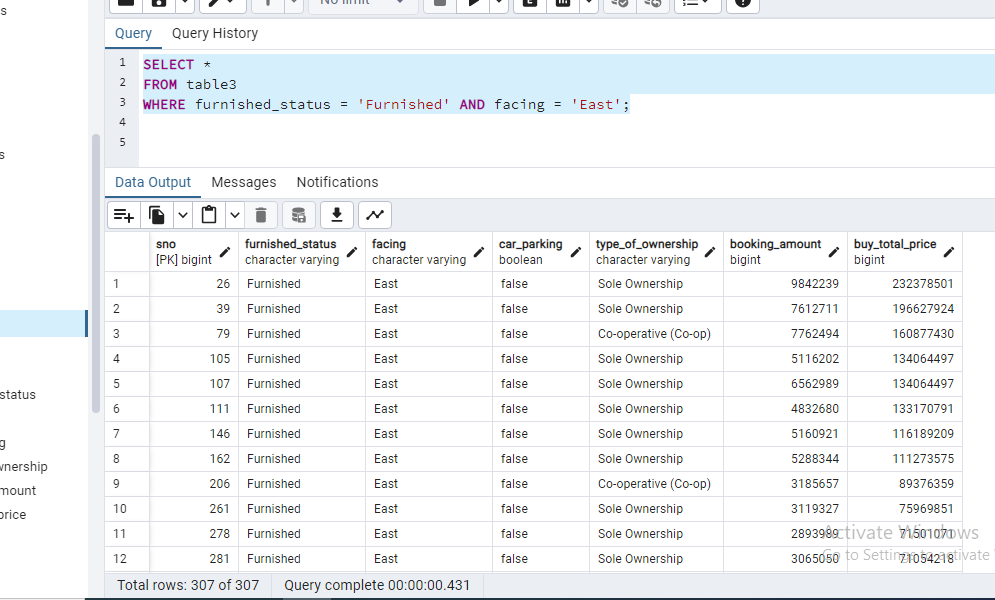 s
No limit
Query Query History
1 SELECT *
2 FROM table3
3 WHERE furnished_status = 'Furnished' AND facing = 'East';
4
5
s
status
g
wnership
mount
price
Data Output Messages Notifications
sno furnished_status facing car_parking type_of_ownership booking_amount buy_total_price
[PK] bigint character varying character varying boolean character varying bigint bigint
1 26 Furnished East false Sole Ownership 9842239 232378501
2 39 Furnished East false Sole Ownership 7612711 196627924
3 79 Furnished East false Co-operative (Co-op) 7762494 160877430
4 105 Furnished East false Sole Ownership 5116202 134064497
5 107 Furnished East false Sole Ownership 6562989 134064497
6 111 Furnished East false Sole Ownership 4832680 133170791
7 146 Furnished East false Sole Ownership 5160921 116189209
8 162 Furnished East false Sole Ownership 5288344 111273575
9 206 Furnished East false Co-operative (Co-op) 3185657 89376359
10 261 Furnished East false Sole Ownership 3119327 75969851
11 278 Furnished East false Sole Ownership 2893989 71501071
12 281 Furnished East false Sole Ownership 3065050 71054218
Activate Windows
Go to Settings to activate
Total rows: 307 of 307 Query complete 00:00:00.431